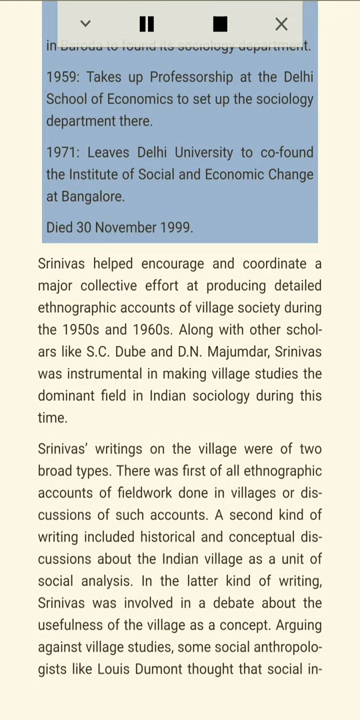 in Baroda to found its sociology department.
1959: Takes up Professorship at the Delhi
School of Economics to set up the sociology
department there.
1971: Leaves Delhi University to co-found
the Institute of Social and Economic Change
at Bangalore.
Died 30 November 1999.
Srinivas helped encourage and coordinate a
major collective effort at producing detailed
ethnographic accounts of village society during
the 1950s and 1960s. Along with other schol-
ars like S.C. Dube and D.N. Majumdar, Srinivas
was instrumental in making village studies the
dominant field in Indian sociology during this
time.
Srinivas’ writings on the village were of two
broad types. There was first of all ethnographic
accounts of fieldwork done in villages or dis-
cussions of such accounts. A second kind of
writing included historical and conceptual dis-
cussions about the Indian village as a unit of
social analysis. In the latter kind of writing,
Srinivas was involved in a debate about the
usefulness of the village as a concept. Arguing
against village studies, some social anthropolo-
gists like Louis Dumont thought that social in-